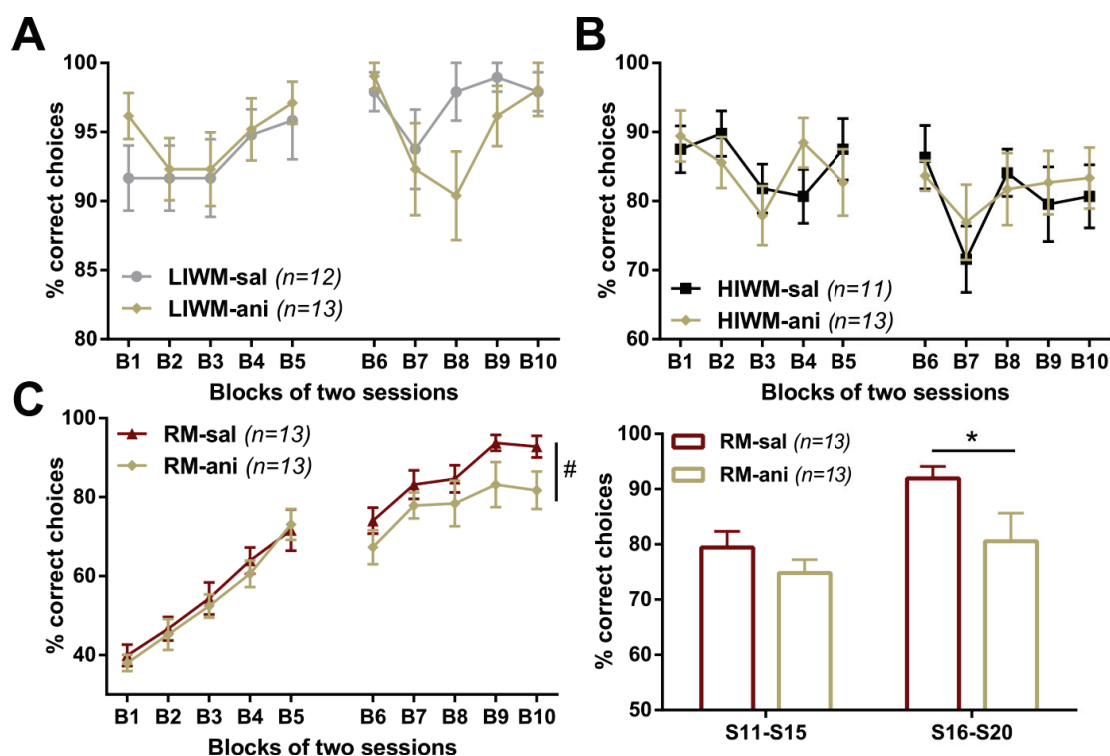 A
% correct choices
100
95
90
85
80
LIWM-sal (n=12)
LIWM-ani (n=13)
B1 B2 B3 B4 B5 B6 B7 B8 B9 B10
Blocks of two sessions
B
% correct choices
100
90
80
70
60
HIWM-sal (n=11)
HIWM-ani (n=13)
B1 B2 B3 B4 B5 B6 B7 B8 B9 B10
Blocks of two sessions
C
% correct choices
100
80
60
40
RM-sal (n=13)
RM-ani (n=13)
#
B1 B2 B3 B4 B5 B6 B7 B8 B9 B10
Blocks of two sessions
% correct choices
100
90
80
70
60
50
RM-sal (n=13)
RM-ani (n=13)
*
S11-S15 S16-S20